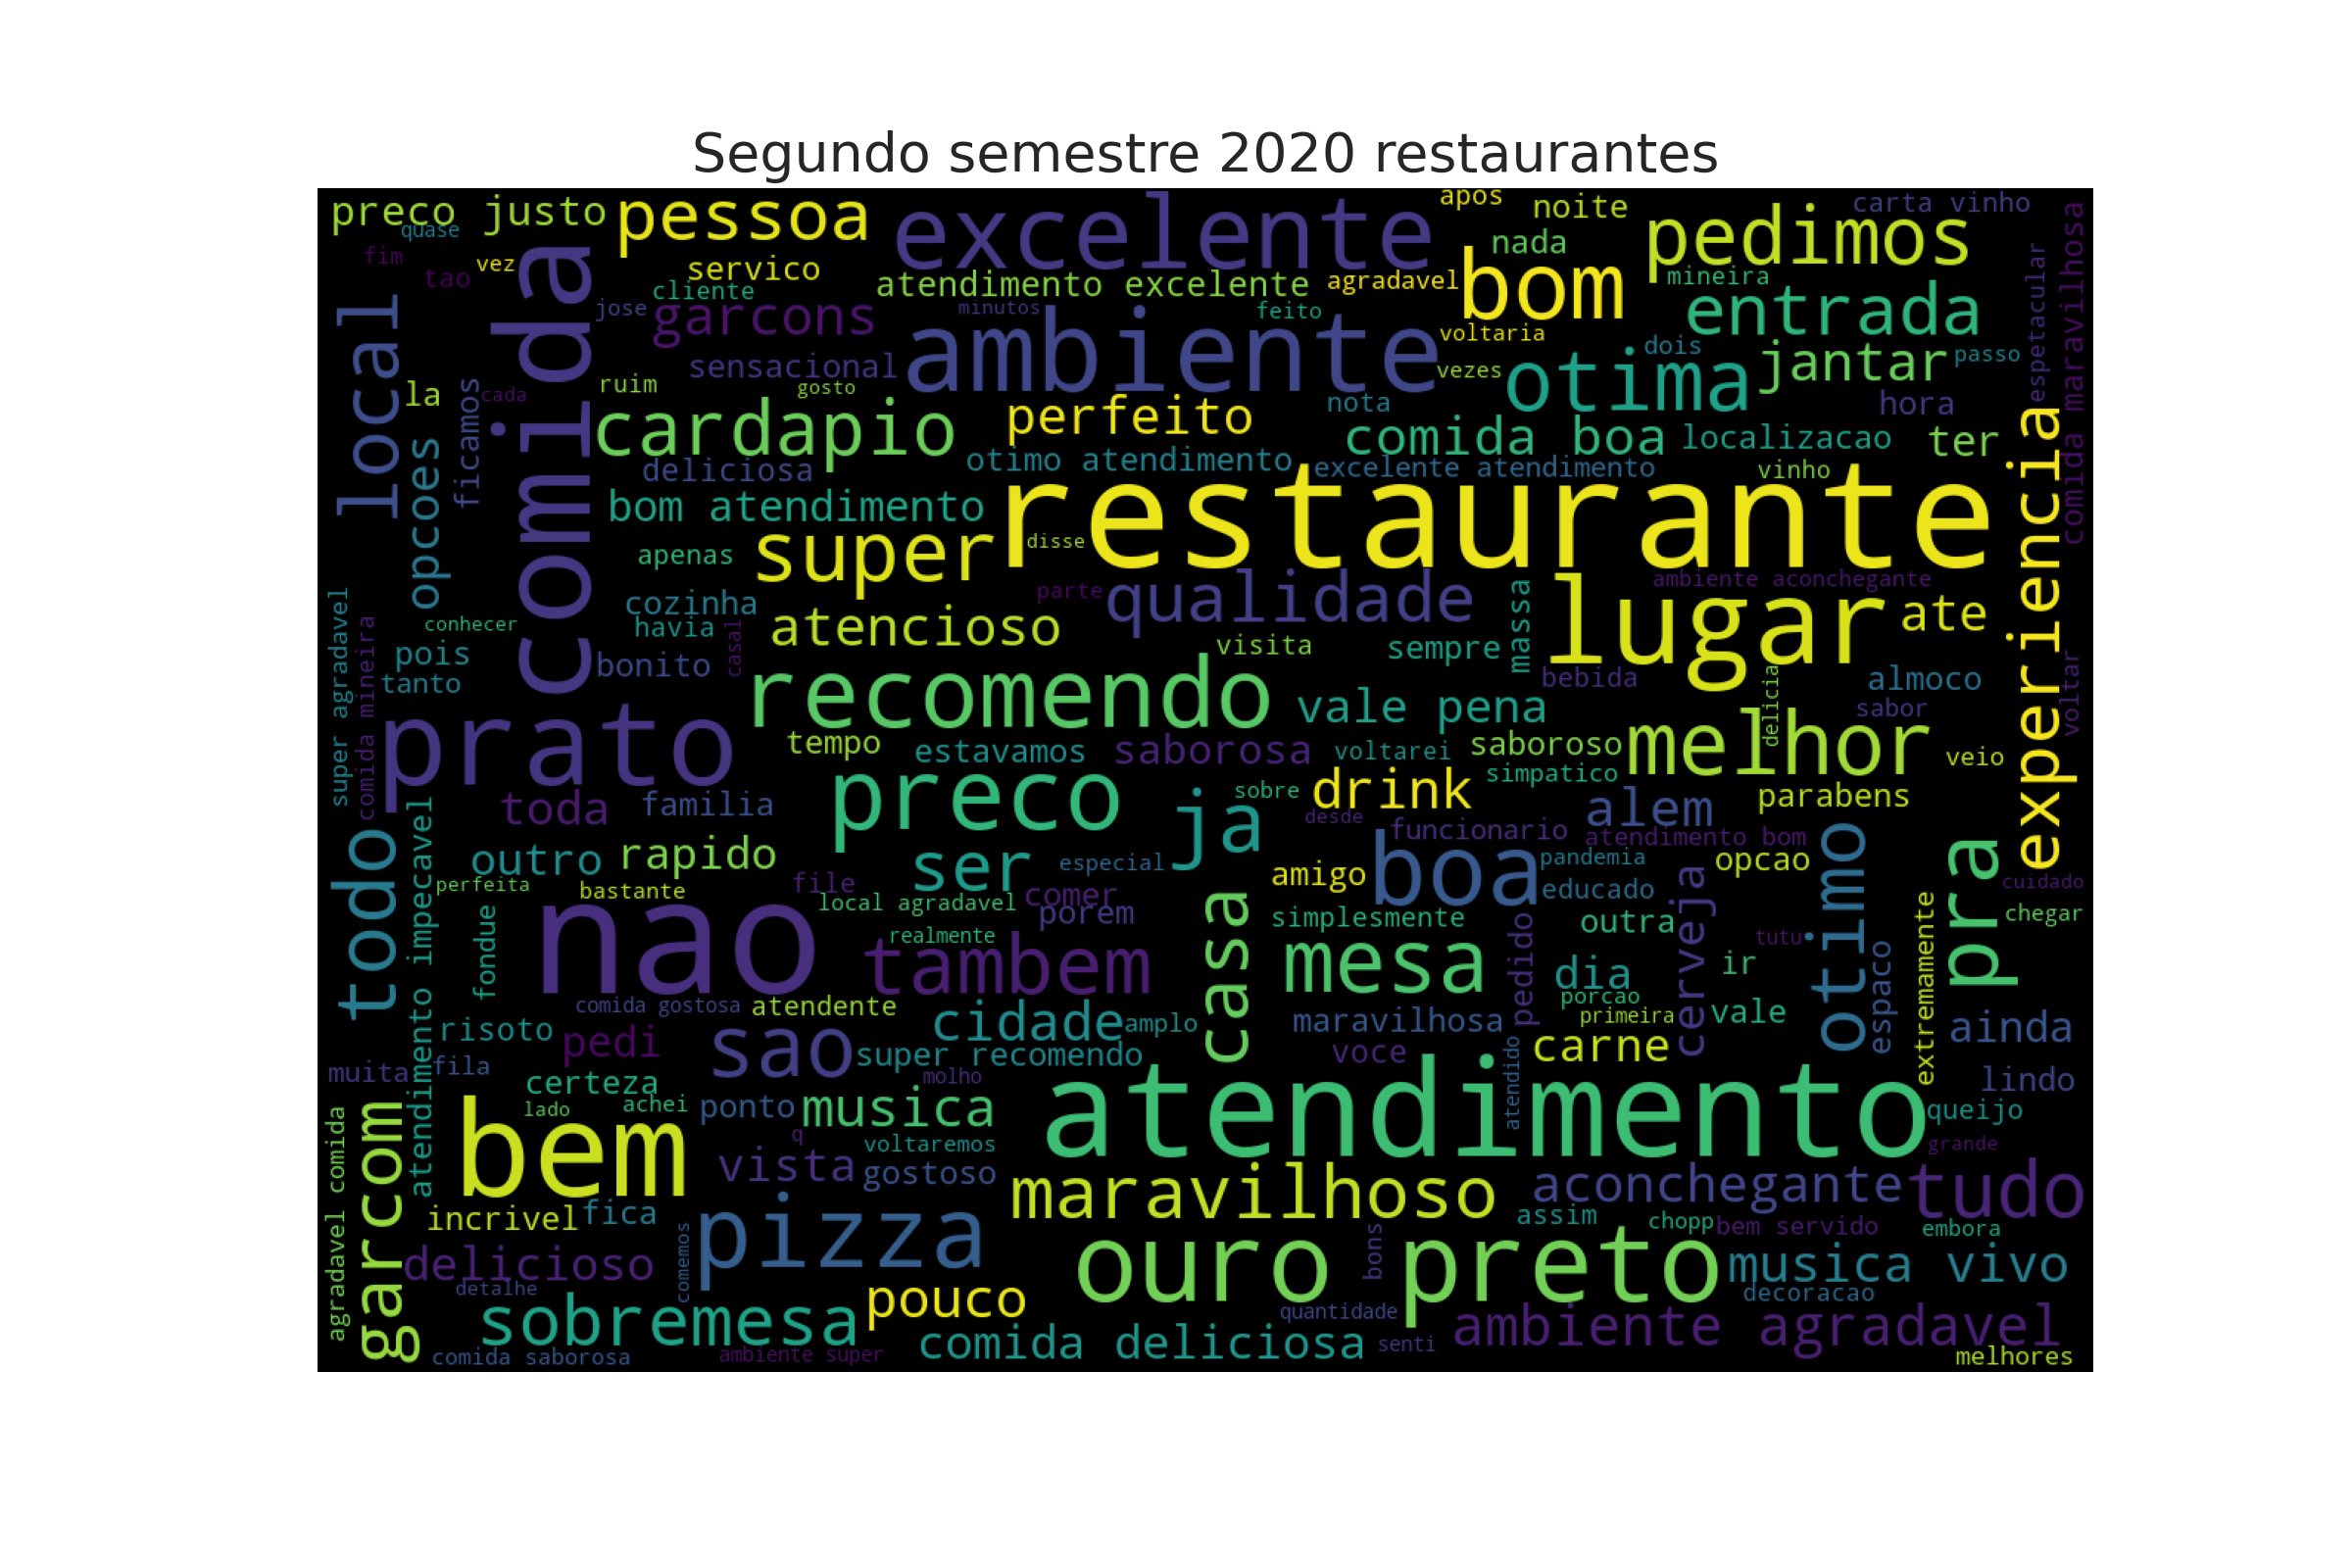 Segundo semestre 2020 restaurantes
preco justo
pessoa
excelente
apos
noite
carta vinho
quase
nada
pedimos
comida maravilhosa
fim
vez
servico
atendimento excelente
agradavel
bom
mineira
espetacular
tao
cliente
jose
garcons
minutos
feito
entrada
local
comida
ambiente
voltaria
dois
jantar
passo
sensacional
vezes
otima
la
ficamos
cada
ruim
gosto
nota
hora
cardapio
perfeito
comida boa
localizacao
ter
experiencia
opcoes
deliciosa
otimo atendimento
excelente atendimento
vinho
bom atendimento
restaurante
super
disse
apenas
parte
qualidade
massa
ambiente aconchegante
lugar
ate
super agradavel
comida mineira
conhecer
cozinha
havia
casal
atencioso
visita
sempre
pois
bonito
tanto
recomendo
vale pena
bebida
delicia
almoco
sabor
voltar
prato
tempo
estavamos
saborosa
voltarei
saboroso
simpatico
melhor
veio
toda
familia
preco
ja
sobre
drink
desde
alem
parabens
todo
atendimento impecavel
outro
rapido
ser
especial
funcionario
atendimento bom
boa
pandemia
opcao
otimo
pra
perfeita
bastante
file
comer
amigo
educado
cerveja
cuidado
fondue
nao
local agradavel
porem
casa
simplesmente
pedido
outra
chegar
realmente
tambem
mesa
dia
tutu
ir
espaco
extremamente
comida gostosa
atendente
porcao
primeira
vale
risoto
pedi
sao
cidade
amplo
maravilhosa
ainda
super recomendo
voce
carne
muita
fila
certeza
molho
atendido
lindo
agradavel comida
garcom
lado
achei
ponto
musica
atendimento
queijo
bem
q
voltaremos
grande
vista
gostoso
maravilhoso
aconchegante
tudo
incrivel
fica
pizza
assim
chopp
bem servido
embora
delicioso
comemos
ouro preto
bons
musica vivo
detalhe
sobremesa
pouco
quantidade
decoracao
ambiente agradavel
comida saborosa
ambiente super
comida deliciosa
senti
melhores